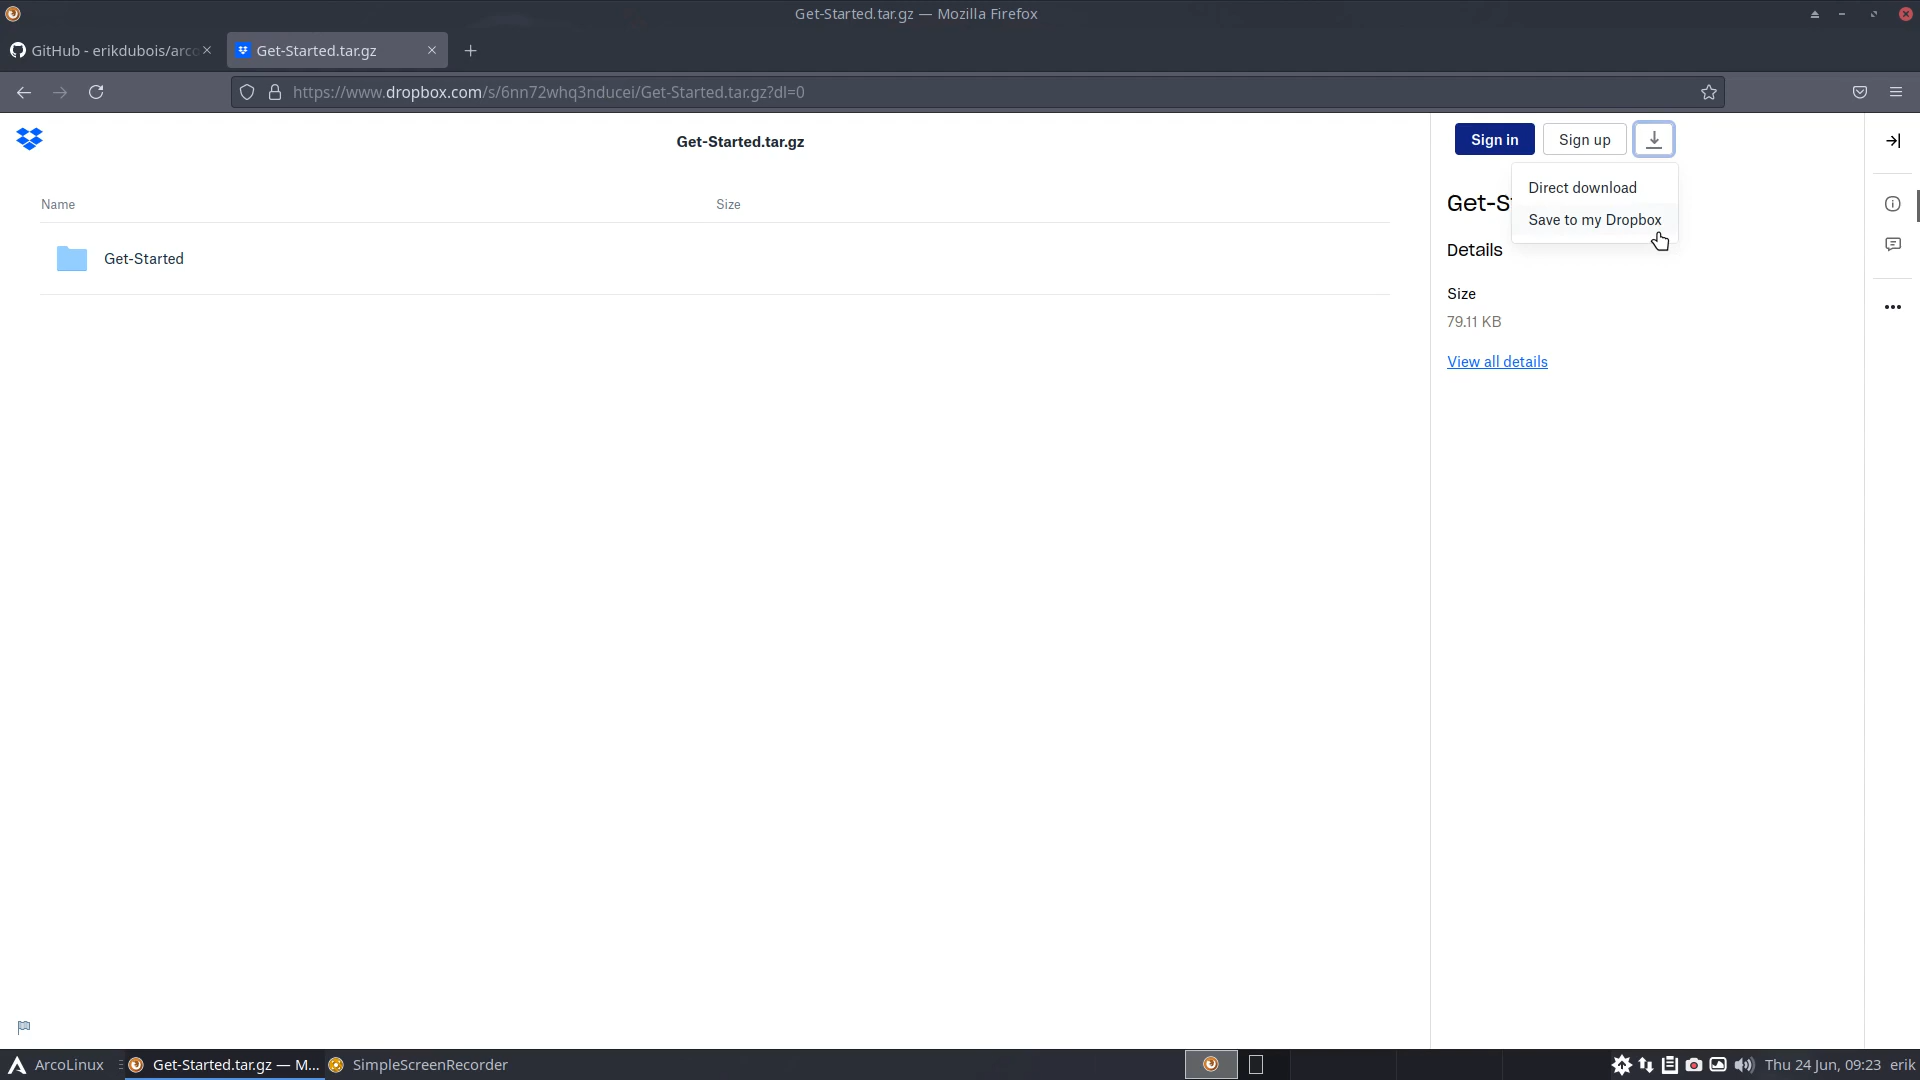 Get-Started.tar.gz — Mozilla Firefox
GitHub - erikdubois/arco
Get-Started.tar.gz
https://www.dropbox.com/s/6nn72whq3nducei/Get-Started.tar.gz?dl=0
Get-Started.tar.gz
Sign in
Sign up
Direct download
Save to my Dropbox
Get-S
Name
Size
Get-Started
Details
Size
79.11 KB
View all details
ArcoLinux
Get-Started.tar.gz — M...
SimpleScreenRecorder
Thu 24 Jun, 09:23
erik